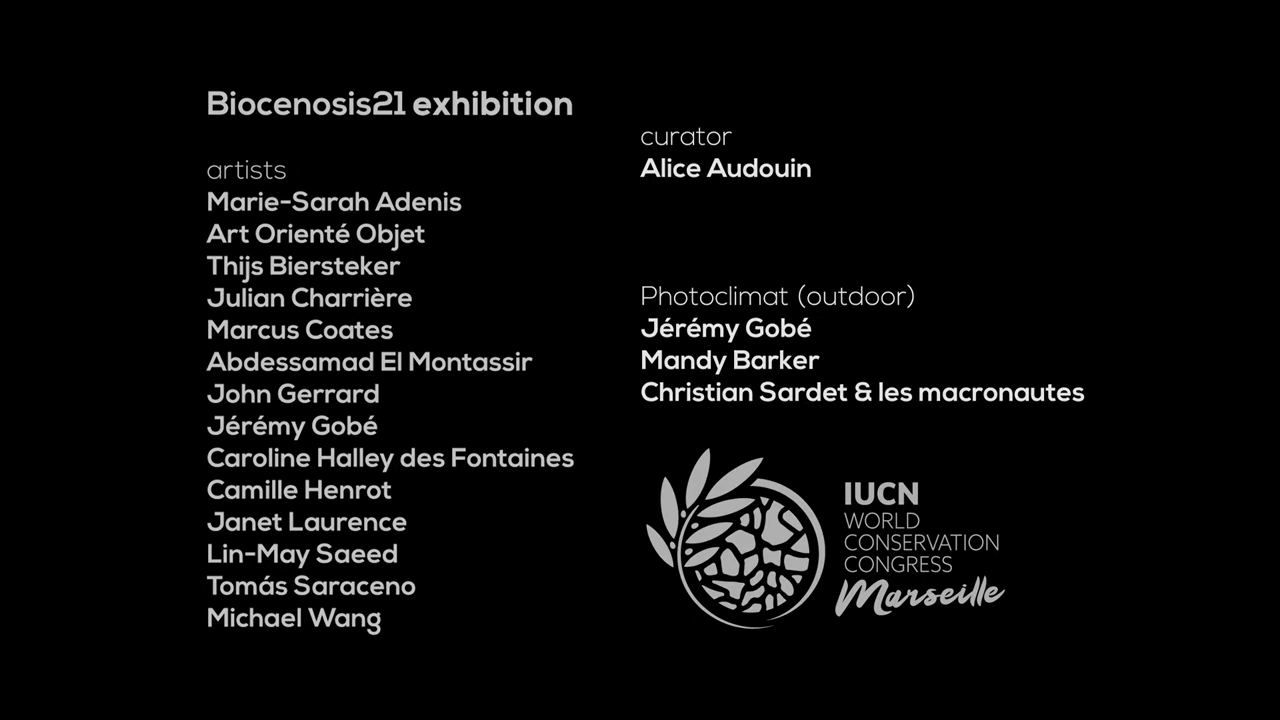 Biocenosis21 exhibition
artists
Marie-Sarah Adenis
Art Orienté Objet
Thijs Biersteker
Julian Charrière
Marcus Coates
Abdessamad El Montassir
John Gerrard
Jérémy Gobé
Caroline Halley des Fontaines
Camille Henrot
Janet Laurence
Lin-May Saeed
Tomás Saraceno
Michael Wang
curator
Alice Audouin
Photoclimat (outdoor)
Jérémy Gobé
Mandy Barker
Christian Sardet & les macronautes
IUCN
WORLD
CONSERVATION
CONGRESS
Marseille